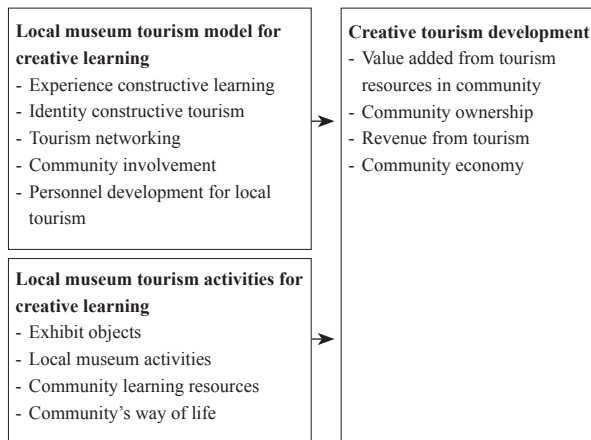 Local museum tourism model for
creative learning
- Experience constructive learning
- Identity constructive tourism
- Tourism networking
- Community involvement
- Personnel development for local
tourism
Local museum tourism activities for
creative learning
- Exhibit objects
- Local museum activities
- Community learning resources
- Community’s way of life
Creative tourism development
- Value added from tourism
resources in community
- Community ownership
- Revenue from tourism
- Community economy